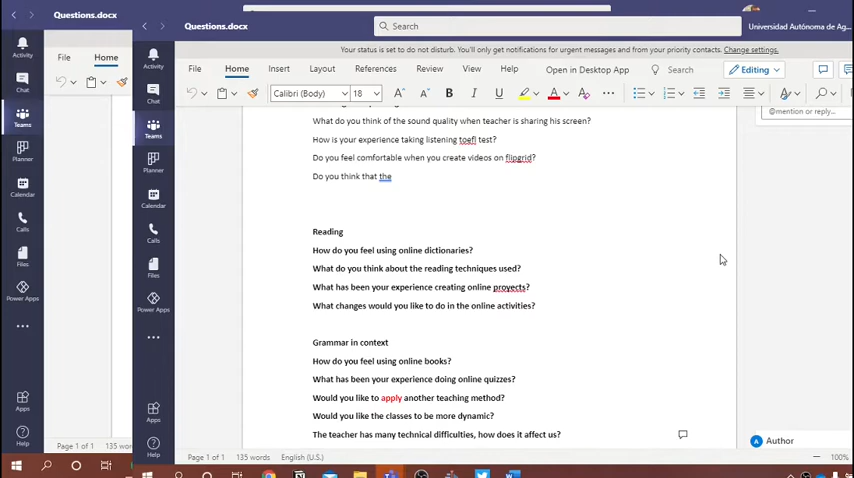 Questions.docx
Questions.docx
Search
Universidad Autónoma de Ag...
Your status is set to do not disturb. You'll only get notifications for urgent messages and from your priority contacts. Change settings.
Activity
Chat
Teams
Planner
Calendar
Calls
Files
Power Apps
Apps
Help
File Home
Activity
Chat
Teams
Planner
Calendar
Calls
Files
Power Apps
Apps
Help
File Home Insert Layout References Review View Help Open in Desktop App Search Editing
Calibri (Body) 18 A A B I U A A
@mention or reply...
What do you think of the sound quality when teacher is sharing his screen?
How is your experience taking listening toefl test?
Do you feel comfortable when you create videos on flipgrid?
Do you think that the
Reading
How do you feel using online dictionaries?
What do you think about the reading techniques used?
What has been your experience creating online proyects?
What changes would you like to do in the online activities?
Grammar in context
How do you feel using online books?
What has been your experience doing online quizzes?
Would you like to apply another teaching method?
Would you like the classes to be more dynamic?
The teacher has many technical difficulties, how does it affect us?
A Author
Page 1 of 1 135 words
Page 1 of 1 135 words English (U.S.) 100%